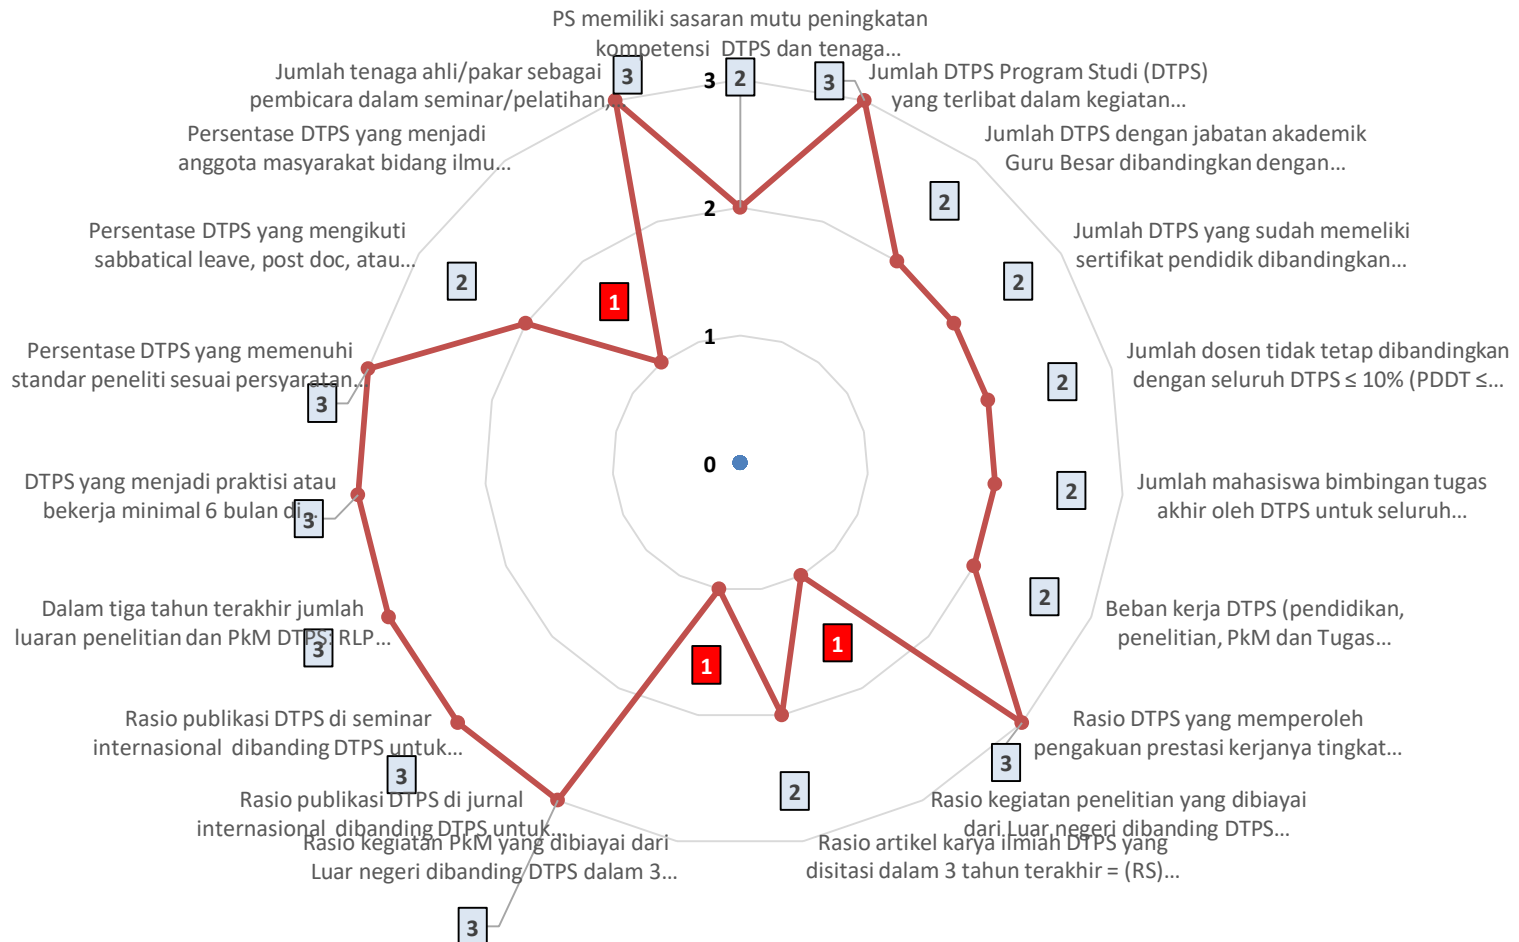 PS memiliki sasaran mutu peningkatan
kompetensi DTPS dan tenaga...
2
3
Jumlah DTPS Program Studi (DTPS)
yang terlibat dalam kegiatan...
Jumlah DTPS dengan jabatan akademik
Guru Besar dibandingkan dengan...
2
Jumlah DTPS yang sudah memeliki
sertifikat pendidik dibandingkan...
2
Jumlah dosen tidak tetap dibandingkan
dengan seluruh DTPS ≤ 10% (PDDT ≤...
2
Jumlah mahasiswa bimbingan tugas
akhir oleh DTPS untuk seluruh...
2
Beban kerja DTPS (pendidikan,
penelitian, PkM dan Tugas...
2
Rasio DTPS yang memperoleh
pengakuan prestasi kerjanya tingkat...
3
Rasio kegiatan penelitian yang dibiayai
dari Luar negeri dibanding DTPS...
1
Rasio artikel karya ilmiah DTPS yang
disitasi dalam 3 tahun terakhir = (RS)...
2
Rasio kegiatan PkM yang dibiayai dari
Luar negeri dibanding DTPS dalam 3...
1
Rasio publikasi DTPS di jurnal
internasional dibanding DTPS untuk...
3
Rasio publikasi DTPS di seminar
internasional dibanding DTPS untuk...
3
Dalam tiga tahun terakhir jumlah
luaran penelitian dan PkM DTPS: RLP...
3
DTPS yang menjadi praktisi atau
bekerja minimal 6 bulan di...
3
Persentase DTPS yang memenuhi
standar peneliti sesuai persyaratan...
3
Persentase DTPS yang mengikuti
sabbatical leave, post doc, atau...
2
Persentase DTPS yang menjadi
anggota masyarakat bidang ilmu...
1
Jumlah tenaga ahli/pakar sebagai
pembicara dalam seminar/pelatihan,...
3
3
2
1
0